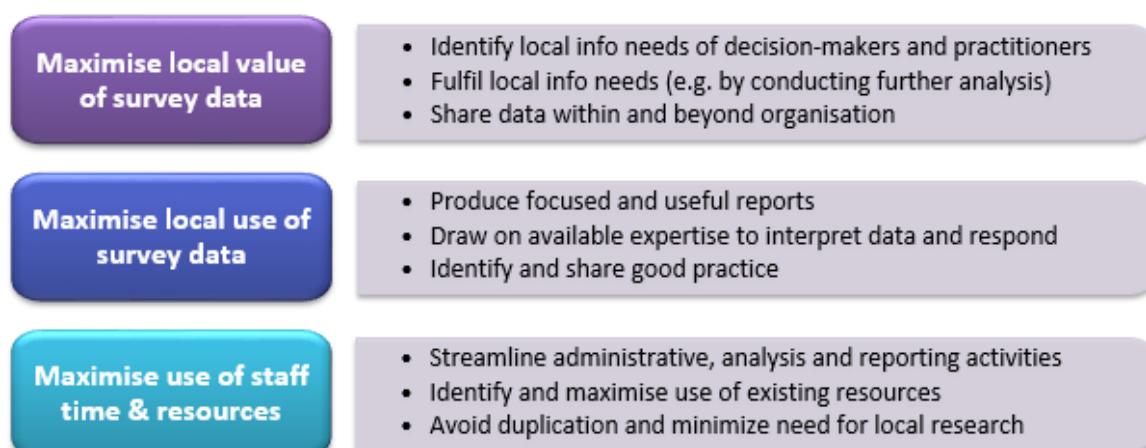 Maximise local value
of survey data
• Identify local info needs of decision-makers and practitioners
• Fulfil local info needs (e.g. by conducting further analysis)
• Share data within and beyond organisation
Maximise local use of
survey data
• Produce focused and useful reports
• Draw on available expertise to interpret data and respond
• Identify and share good practice
Maximise use of staff
time & resources
• Streamline administrative, analysis and reporting activities
• Identify and maximise use of existing resources
• Avoid duplication and minimize need for local research